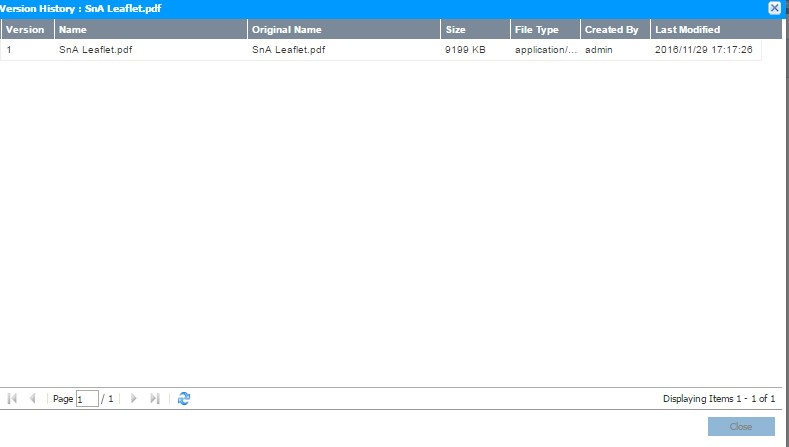 Version History : SnA Leaflet.pdf
Version Name Original Name Size File Type Created By Last Modified
1 SnA Leaflet.pdf SnA Leaflet.pdf 9199 KB application/... admin 2016/11/29 17:17:26
Page 1 / 1 Displaying Items 1 - 1 of 1
Close